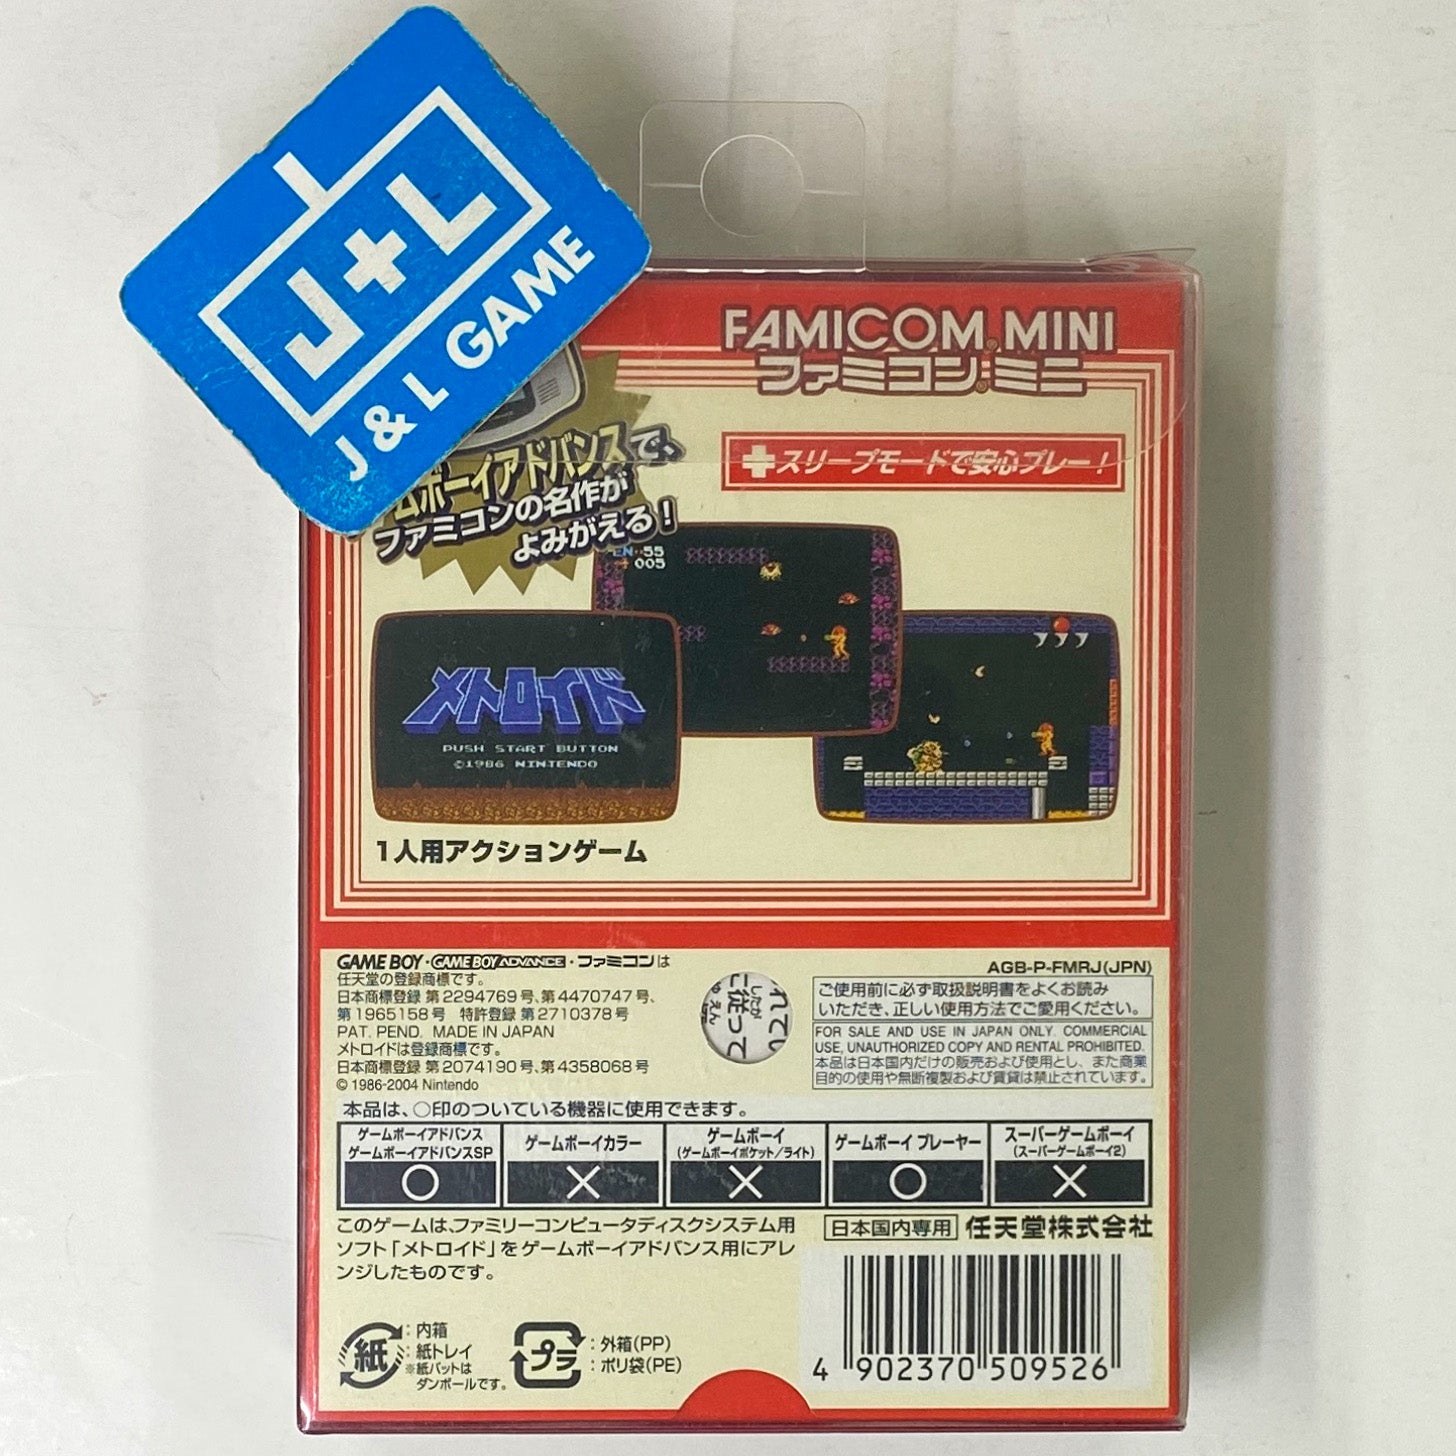 J+L
J & L GAME
FAMICOM MINI
ファミコン ミニ
スリープモードで安心プレー!
ムボーイアドバンスで、
ファミコンの名作が
よみがえる!
EN 55
005
メトロイド
PUSH START BUTTON
©1986 NINTENDO
1人用アクションゲーム
GAME BOY・GAME BOY ADVANCE・ファミコンは
任天堂の登録商標です。
日本商標登録 第2294769号、第4470747号、
第1965158号 特許登録 第2710378号
PAT. PEND. MADE IN JAPAN
メトロイドは登録商標です。
日本商標登録 第2074190号、第4358068号
© 1986-2004 Nintendo
れてい
したが
に従って
AGB-P-FMRJ(JPN)
ご使用前に必ず取扱説明書をよくお読み
いただき、正しい使用方法でご愛用ください。
FOR SALE AND USE IN JAPAN ONLY. COMMERCIAL
USE, UNAUTHORIZED COPY AND RENTAL PROHIBITED.
本品は日本国内だけの販売および使用とし、また商業
目的の使用や無断複製および賃貸は禁止されています。
本品は、○印のついている機器に使用できます。
ゲームボーイアドバンス
ゲームボーイアドバンスSP
○
ゲームボーイカラー
×
ゲームボーイ
(ゲームボーイポケット/ライト)
×
ゲームボーイ プレーヤー
○
スーパーゲームボーイ
(スーパーゲームボーイ2)
×
このゲームは、ファミリーコンピュータディスクシステム用
ソフト「メトロイド」をゲームボーイアドバンス用にアレ
ンジしたものです。
日本国内専用 任天堂株式会社
紙
:内箱
:紙トレイ
※紙パットは
ダンボールです。
プラ
:外箱(PP)
:ポリ袋(PE)
4 902370 509526